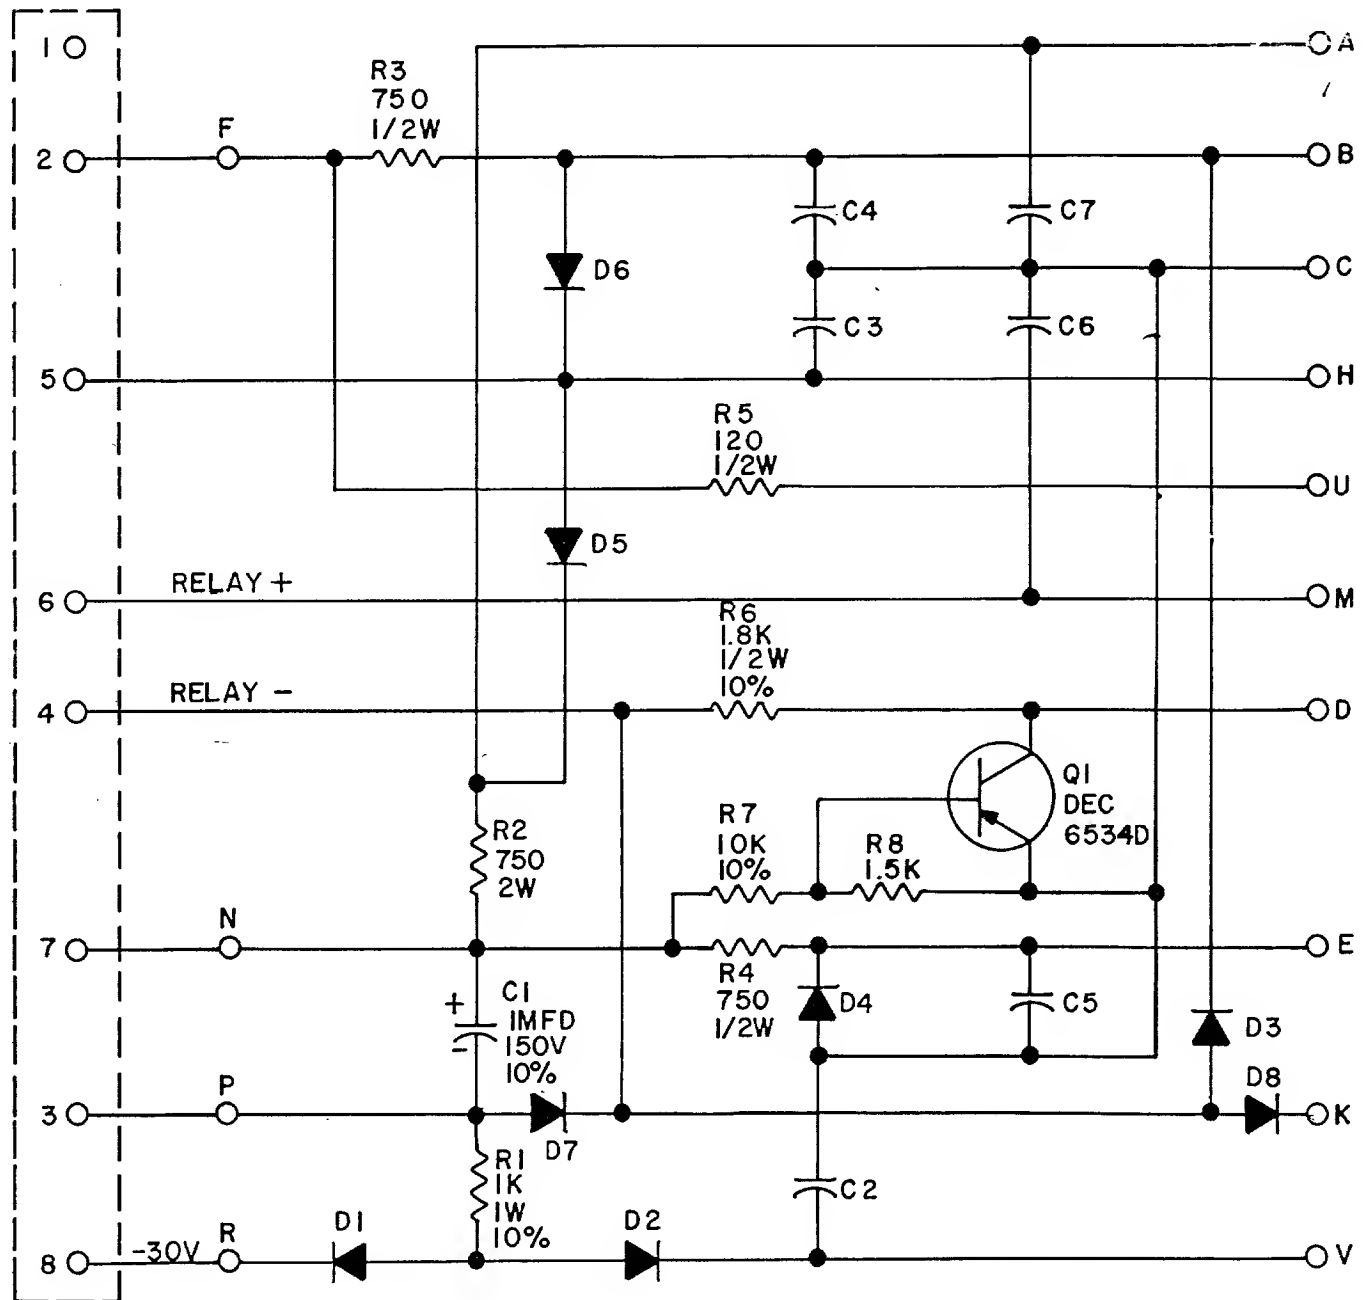 1
A
R3
750
1/2W
F
2
B
C4
C7
D6
C
C3
C6
5
H
R5
120
1/2W
U
D5
RELAY +
6
M
R6
1.8K
1/2W
10%
RELAY -
4
D
Q1
DEC
6534D
R7
10K
10%
R8
1.5K
R2
750
2W
N
7
E
R4
750
1/2W
D4
C5
D3
+
C1
1MFD
150V
10%
-
D8
P
3
K
D7
R1
1K
1W
10%
C2
D1
D2
-30V
R
8
V